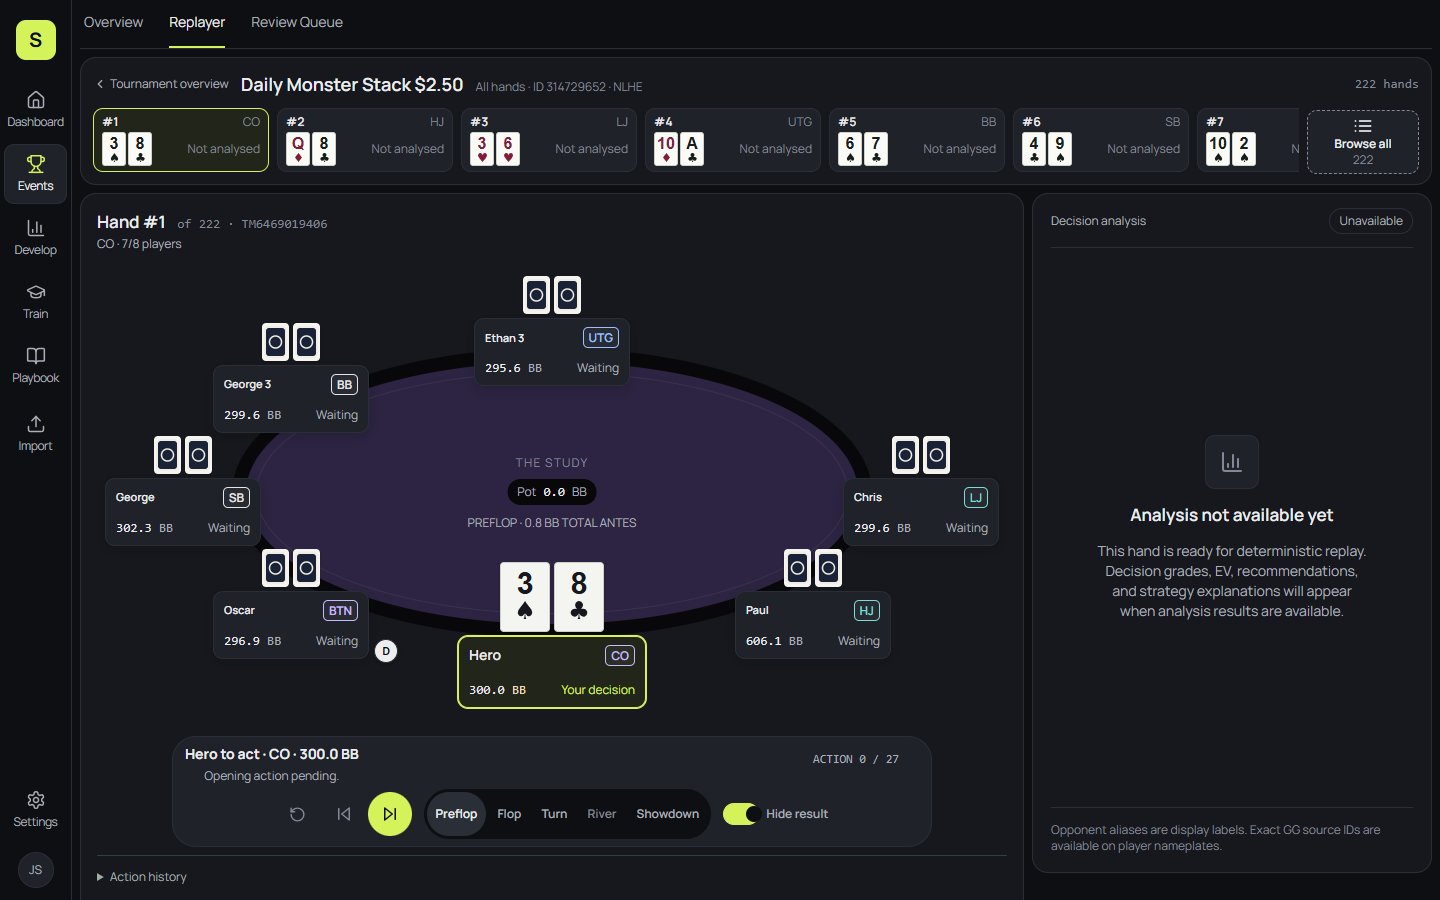 S
Overview
Replayer
Review Queue
Dashboard
Events
Develop
Train
Playbook
Import
Settings
JS
Tournament overview
Daily Monster Stack $2.50
All hands · ID 314729652 · NLHE
222 hands
#1 CO
3 8
Not analysed
#2 HJ
Q 8
Not analysed
#3 LJ
3 6
Not analysed
#4 UTG
10 A
Not analysed
#5 BB
6 7
Not analysed
#6 SB
4 9
Not analysed
#7
10 2
N
Browse all
222
Hand #1 of 222 · TM6469019406
CO · 7/8 players
Ethan 3 UTG
295.6 BB Waiting
George 3 BB
299.6 BB Waiting
George SB
302.3 BB Waiting
Chris LJ
299.6 BB Waiting
THE STUDY
Pot 0.0 BB
PREFLOP · 0.8 BB TOTAL ANTES
Oscar BTN
296.9 BB Waiting
D
3 8
Hero CO
300.0 BB Your decision
Paul HJ
606.1 BB Waiting
Hero to act · CO · 300.0 BB
ACTION 0 / 27
Opening action pending.
Preflop
Flop
Turn
River
Showdown
Hide result
Action history
Decision analysis
Unavailable
Analysis not available yet
This hand is ready for deterministic replay.
Decision grades, EV, recommendations,
and strategy explanations will appear
when analysis results are available.
Opponent aliases are display labels. Exact GG source IDs are
available on player nameplates.